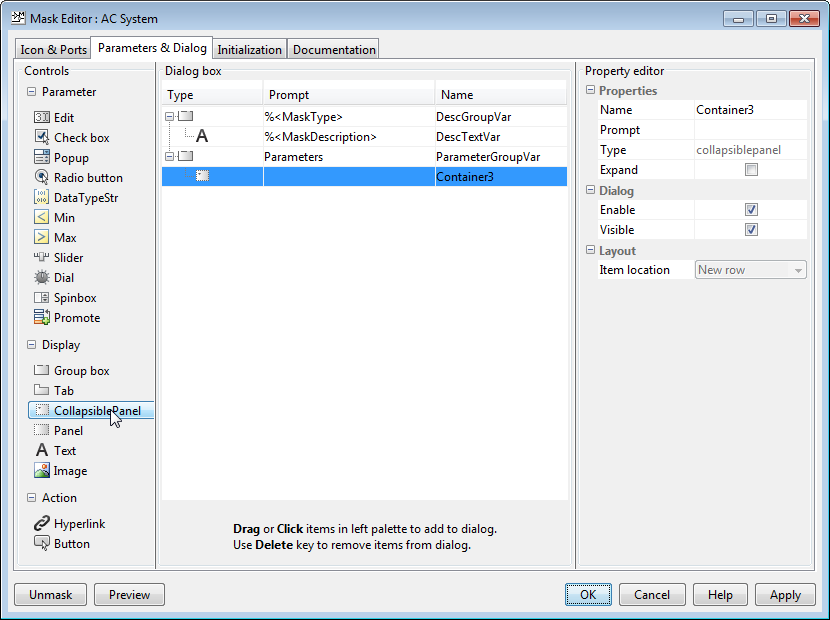 Mask Editor : AC System
Icon & Ports
Parameters & Dialog
Initialization
Documentation
Controls
Parameter
Edit
Check box
Popup
Radio button
DataTypeStr
Min
Max
Slider
Dial
Spinbox
Promote
Display
Group box
Tab
CollapsiblePanel
Panel
A Text
Image
Action
Hyperlink
Button
Dialog box
Type Prompt Name
%<MaskType> DescGroupVar
A %<MaskDescription> DescTextVar
Parameters ParameterGroupVar
Container3
Drag or Click items in left palette to add to dialog.
Use Delete key to remove items from dialog.
Property editor
Properties
Name Container3
Prompt
Type collapsiblepanel
Expand
Dialog
Enable
Visible
Layout
Item location New row
Unmask
Preview
OK
Cancel
Help
Apply